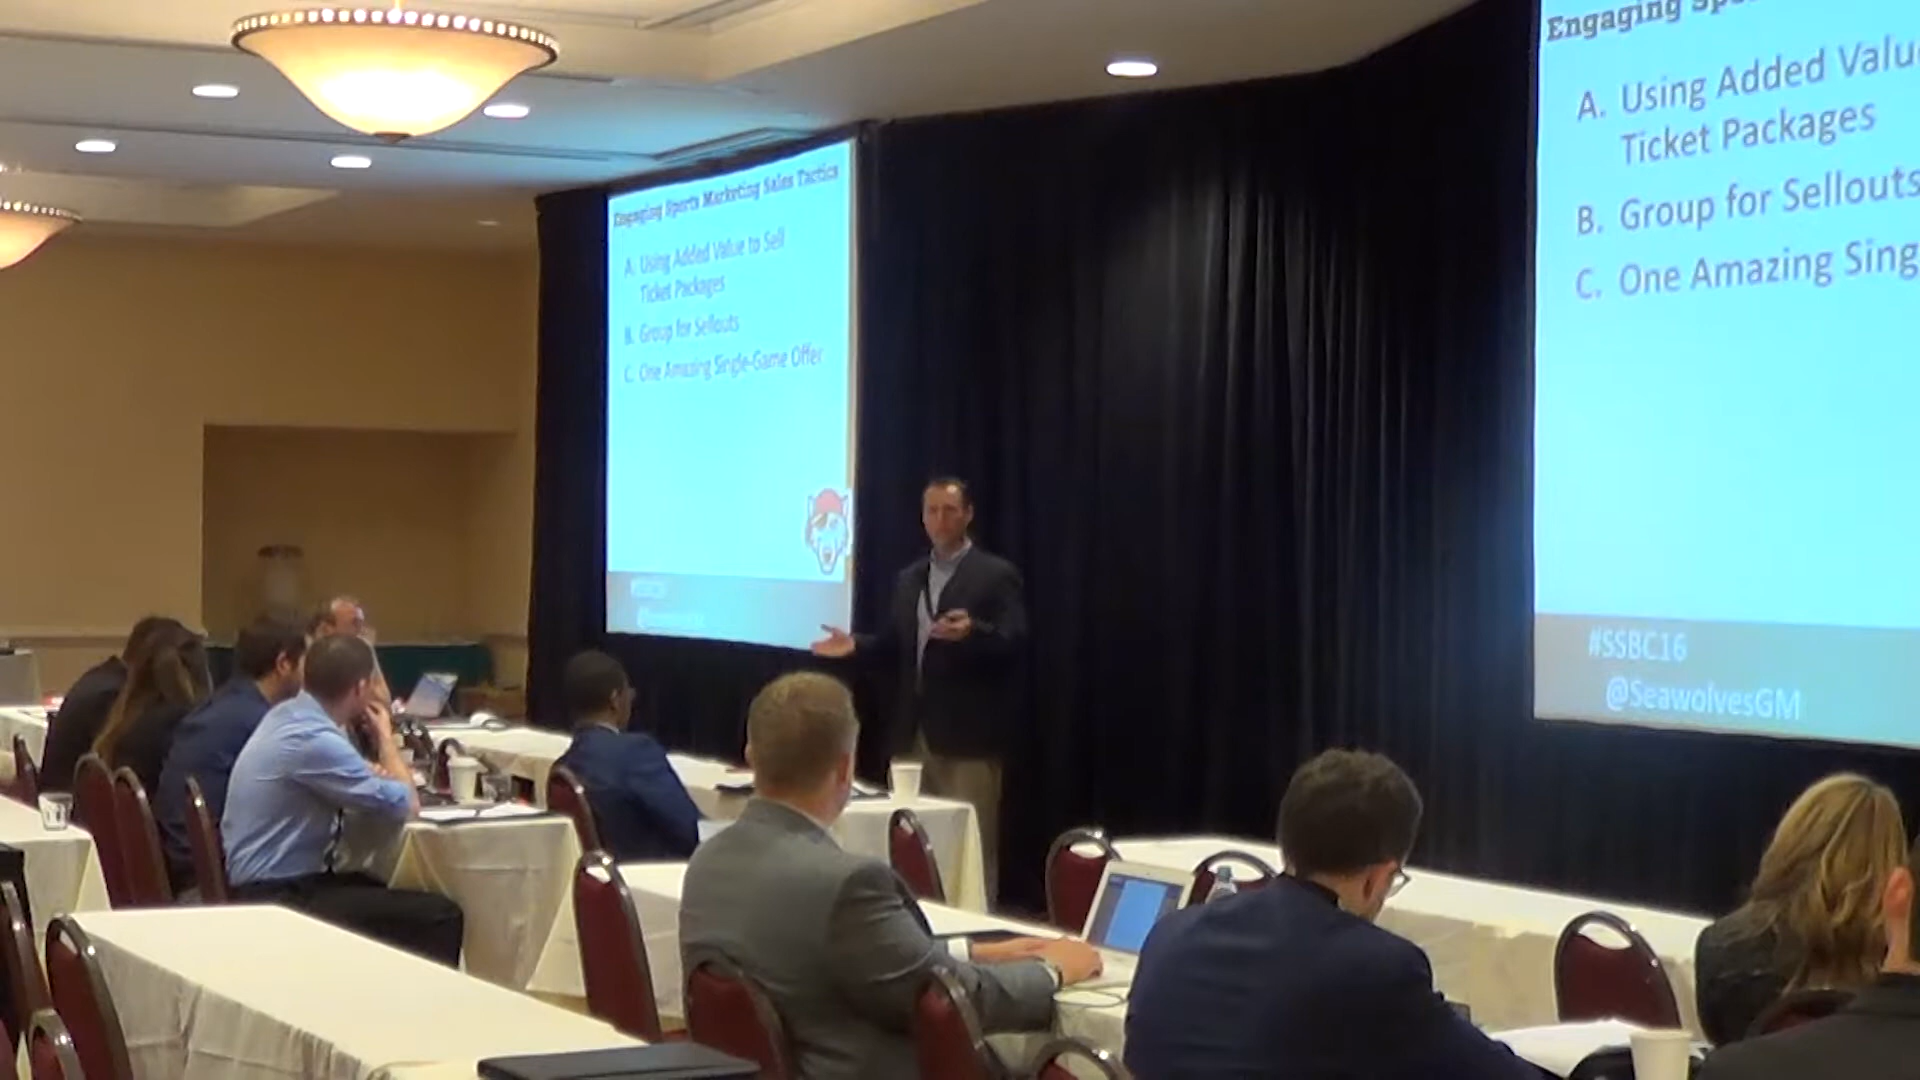 Engaging Sports Marketing Sales Tactics
A. Using Added Value to Sell
Ticket Packages
B. Group for Sellouts
C. One Amazing Single-Game Offer
Engaging
A. Using Added Valu
Ticket Packages
B. Group for Sellouts
C. One Amazing Sing
#SSBC16
@SeawolvesGM